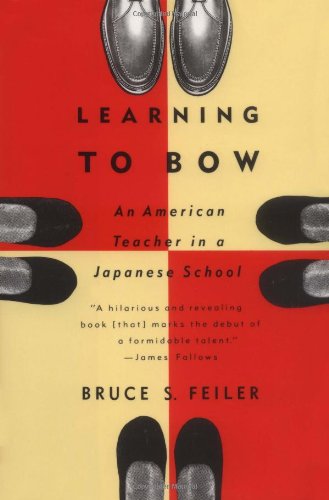 LEARNING
TO BOW
An American
Teacher in a
Japanese School
"A hilarious and revealing
book [that] marks the debut of
a formidable talent."
—James Fallows
BRUCE S. FEILER